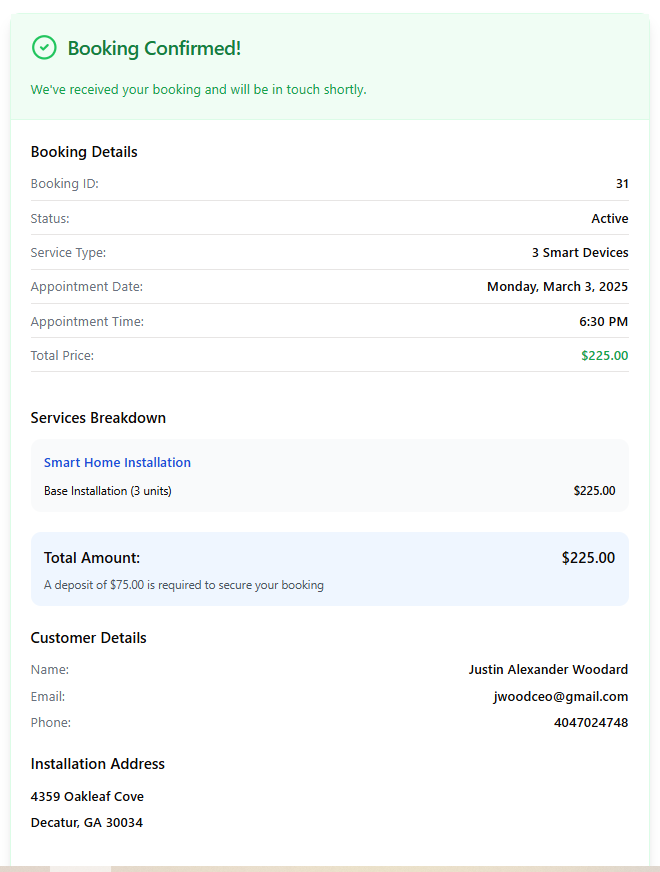 Booking Confirmed!
We've received your booking and will be in touch shortly.
Booking Details
Booking ID: 31
Status: Active
Service Type: 3 Smart Devices
Appointment Date: Monday, March 3, 2025
Appointment Time: 6:30 PM
Total Price: $225.00
Services Breakdown
Smart Home Installation
Base Installation (3 units) $225.00
Total Amount: $225.00
A deposit of $75.00 is required to secure your booking
Customer Details
Name: Justin Alexander Woodard
Email: jwoodceo@gmail.com
Phone: 4047024748
Installation Address
4359 Oakleaf Cove
Decatur, GA 30034